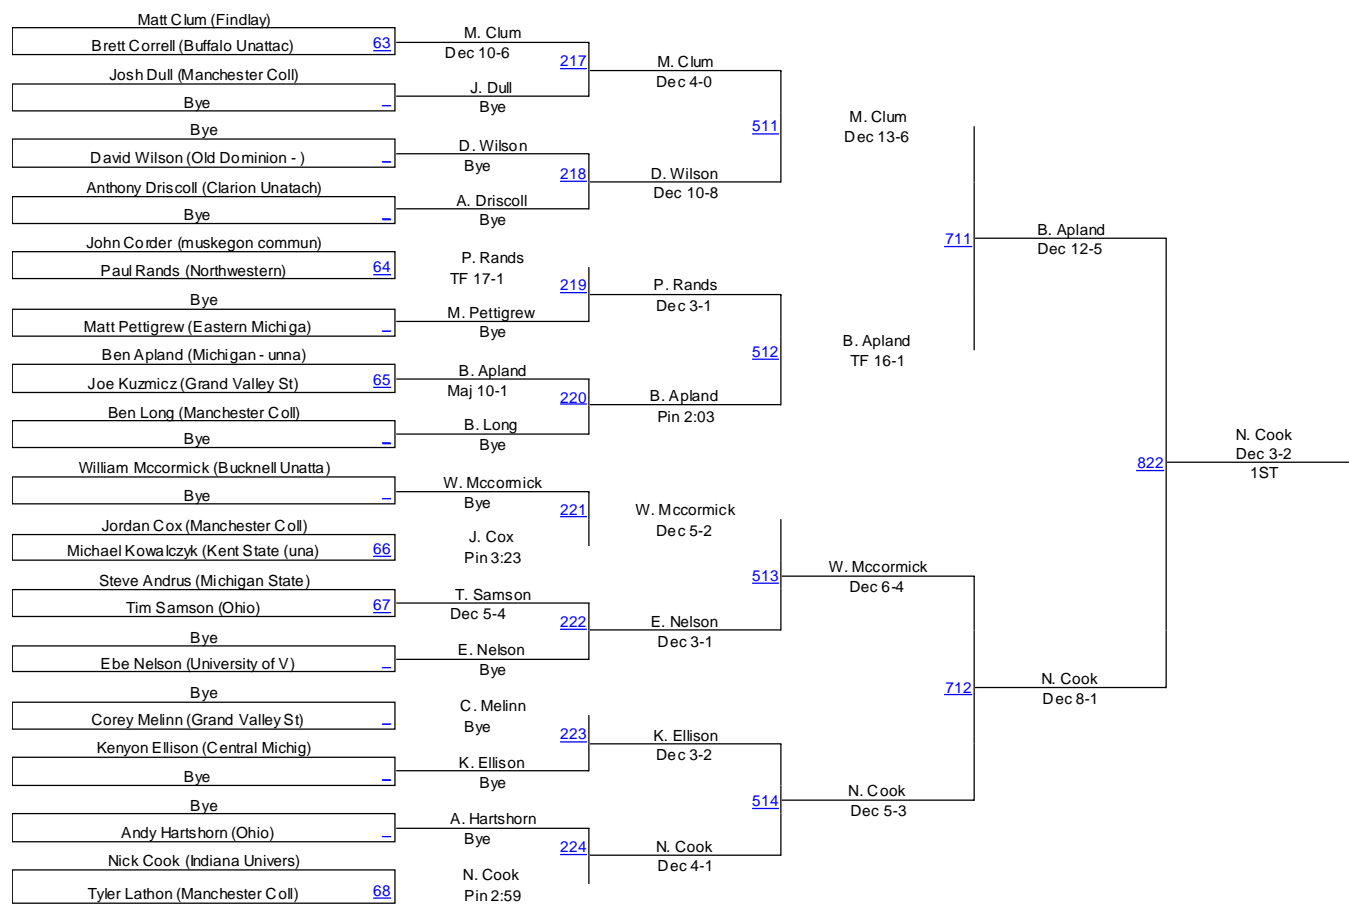 Matt Clum (Findlay)
Brett Correll (Buffalo Unattac) 63
Josh Dull (Manchester Coll)
Bye _
Bye
David Wilson (Old Dominion - ) _
Anthony Driscoll (Clarion Unatach)
Bye _
John Corder (muskegon commun)
Paul Rands (Northwestern) 64
Bye
Matt Pettigrew (Eastern Michiga) _
Ben Apland (Michigan - unna)
Joe Kuzmicz (Grand Valley St) 65
Ben Long (Manchester Coll)
Bye _
William Mccormick (Bucknell Unatta)
Bye _
Jordan Cox (Manchester Coll)
Michael Kowalczyk (Kent State (una) 66
Steve Andrus (Michigan State)
Tim Samson (Ohio) 67
Bye
Ebe Nelson (University of V) _
Bye
Corey Melinn (Grand Valley St) _
Kenyon Ellison (Central Michig)
Bye _
Bye
Andy Hartshorn (Ohio) _
Nick Cook (Indiana Univers)
Tyler Lathon (Manchester Coll) 68
M. Clum
Dec 10-6
217
J. Dull
Bye
D. Wilson
Bye
218
A. Driscoll
Bye
P. Rands
TF 17-1
219
M. Pettigrew
Bye
B. Apland
Maj 10-1
220
B. Long
Bye
W. Mccormick
Bye
221
J. Cox
Pin 3:23
T. Samson
Dec 5-4
222
E. Nelson
Bye
C. Melinn
Bye
223
K. Ellison
Bye
A. Hartshorn
Bye
224
N. Cook
Pin 2:59
M. Clum
Dec 4-0
511
D. Wilson
Dec 10-8
P. Rands
Dec 3-1
512
B. Apland
Pin 2:03
W. Mccormick
Dec 5-2
513
E. Nelson
Dec 3-1
K. Ellison
Dec 3-2
514
N. Cook
Dec 4-1
M. Clum
Dec 13-6
711
B. Apland
TF 16-1
W. Mccormick
Dec 6-4
712
N. Cook
Dec 5-3
B. Apland
Dec 12-5
822
N. Cook
Dec 8-1
N. Cook
Dec 3-2
1ST